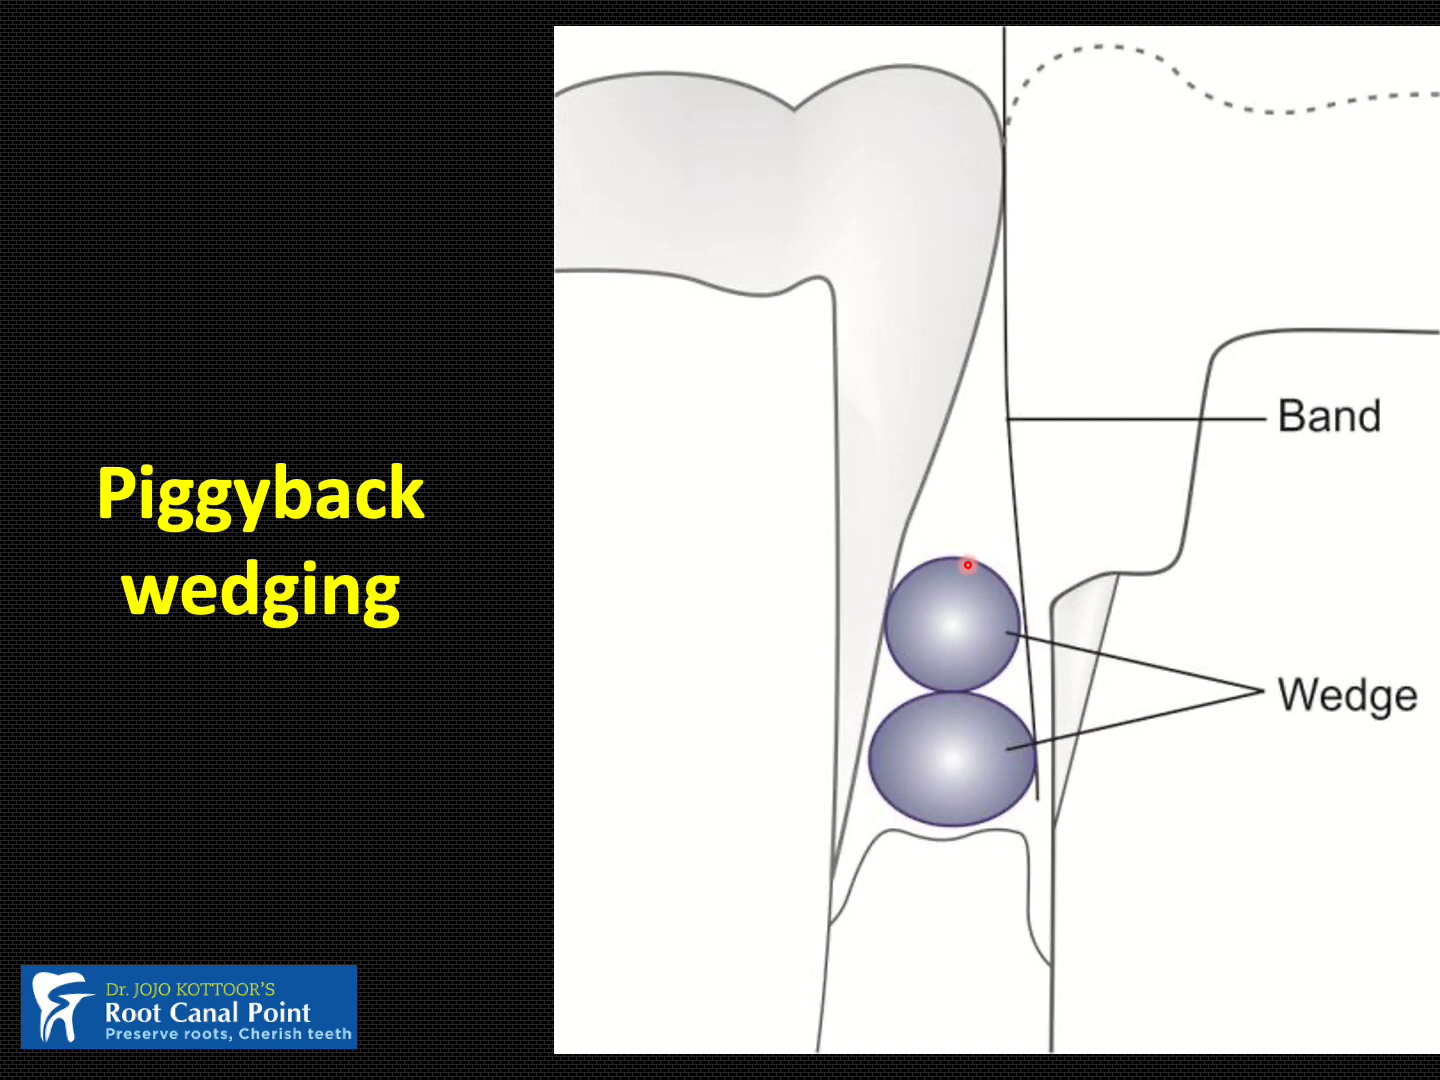 Piggyback
wedging
Band
Wedge
Dr. JOJO KOTTOOR'S
Root Canal Point
Preserve roots, Cherish teeth